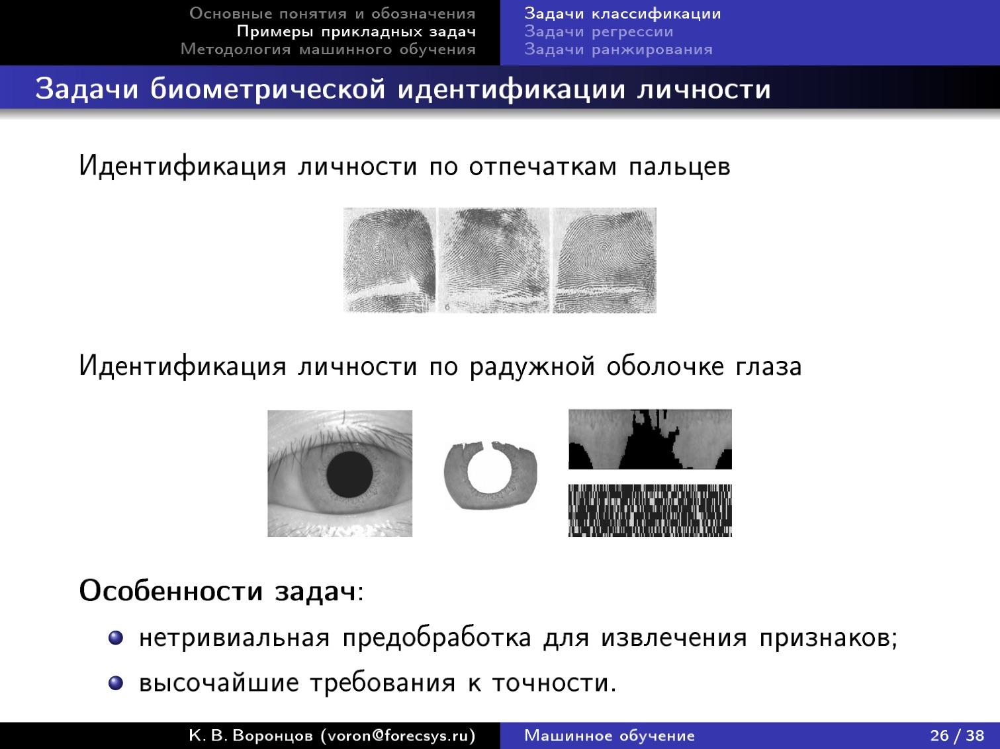 Основные понятия и обозначения
Примеры прикладных задач
Методология машинного обучения
Задачи классификации
Задачи регрессии
Задачи ранжирования
Задачи биометрической идентификации личности
Идентификация личности по отпечаткам пальцев
б
Идентификация личности по радужной оболочке глаза
Особенности задач:
нетривиальная предобработка для извлечения признаков;
высочайшие требования к точности.
К. В. Воронцов (voron@forecsys.ru)
Машинное обучение
26 / 38